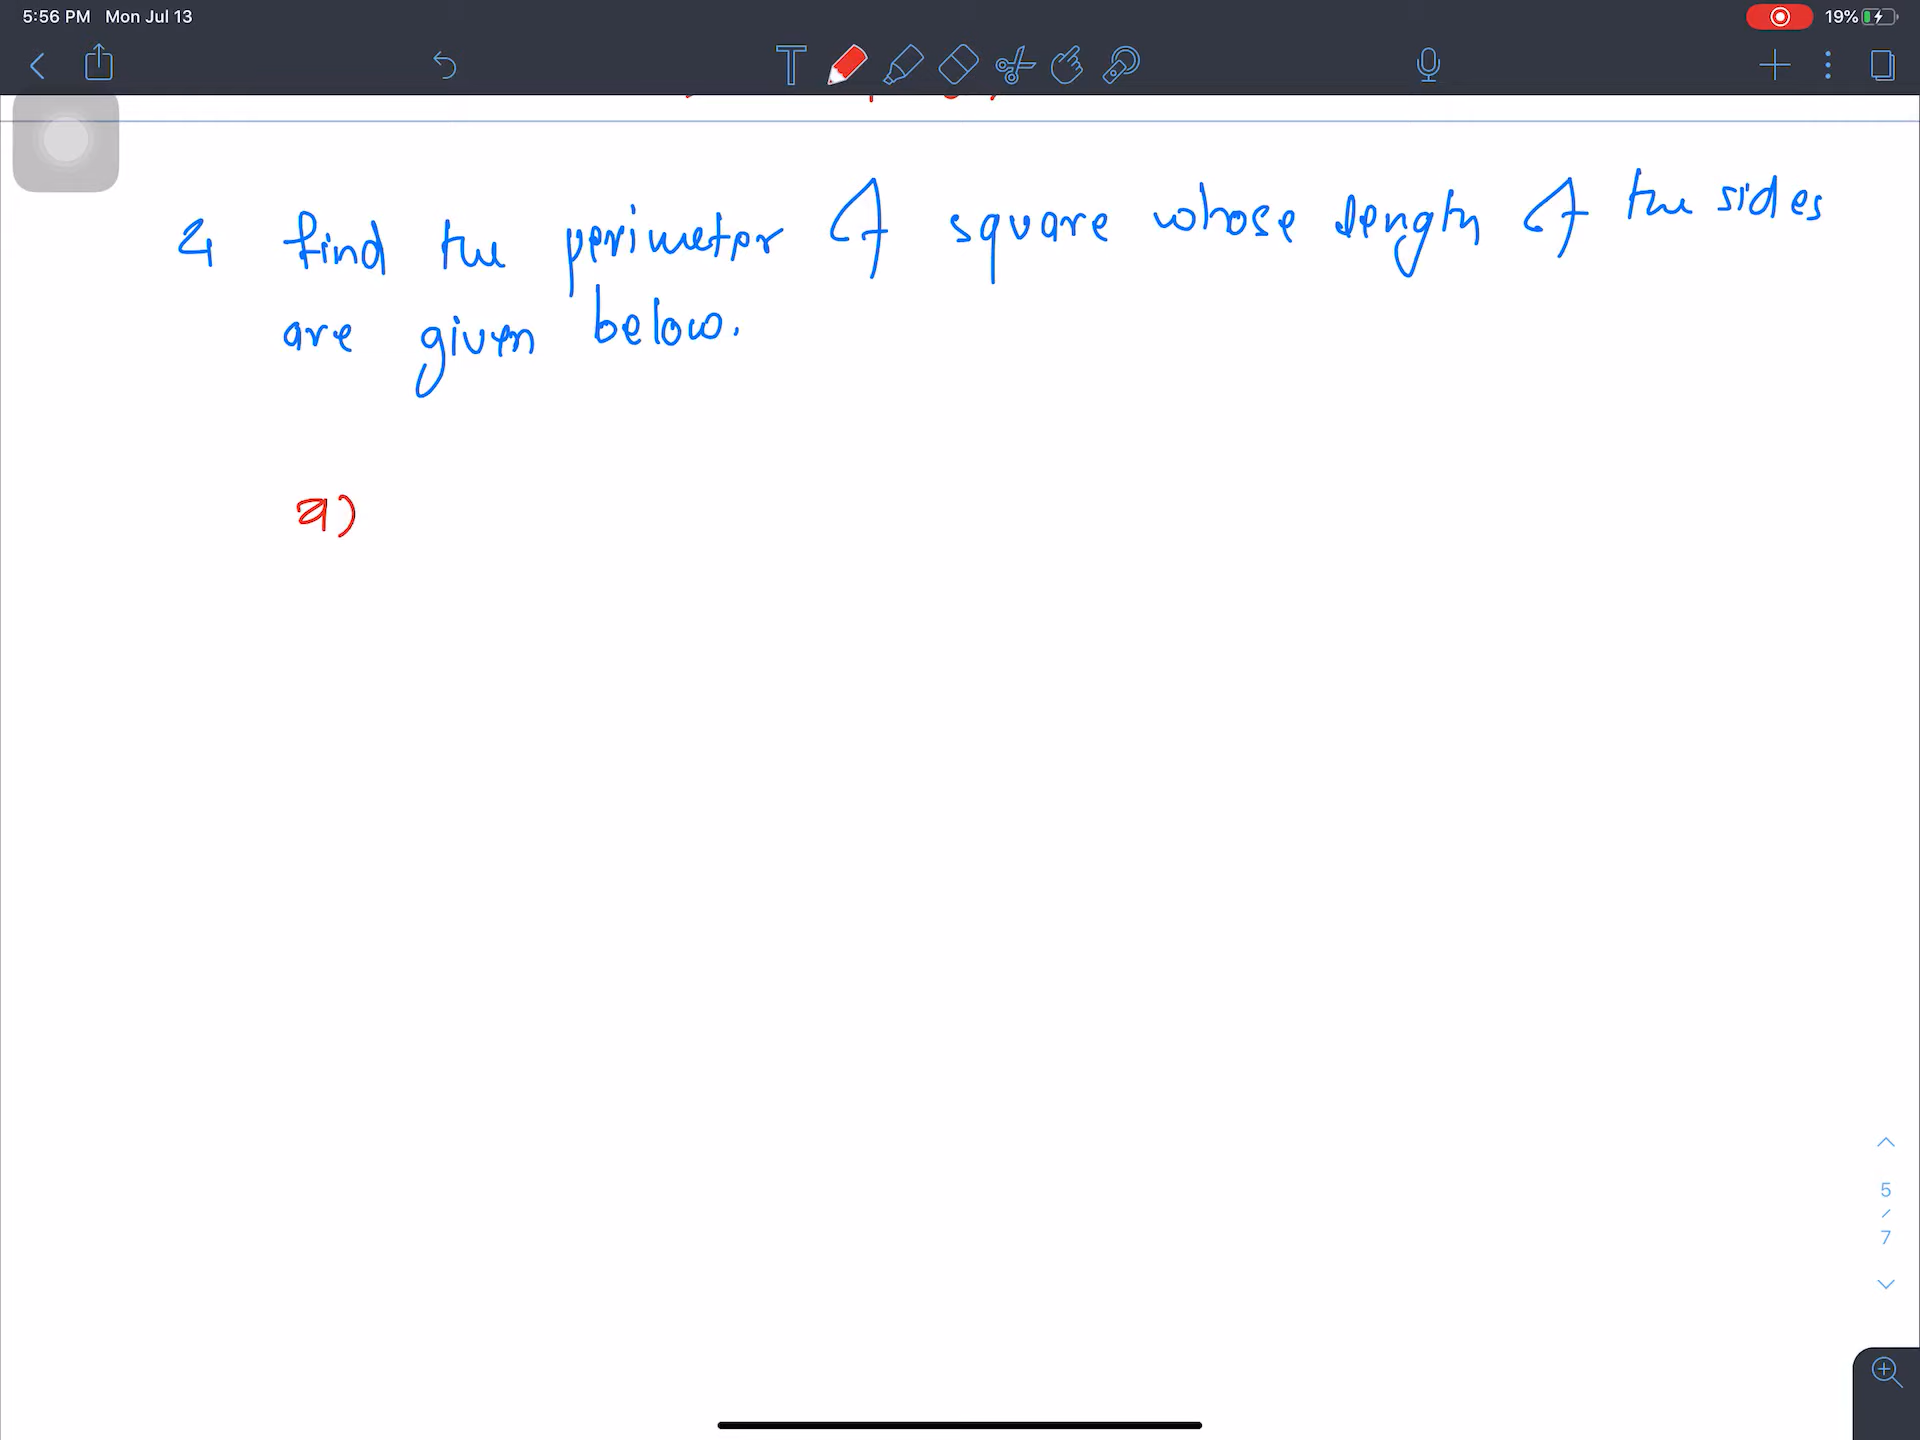 5:56 PM Mon Jul 13
19%
4 find the perimeter of square whose length of the sides
are given below.
a)
5
/
7